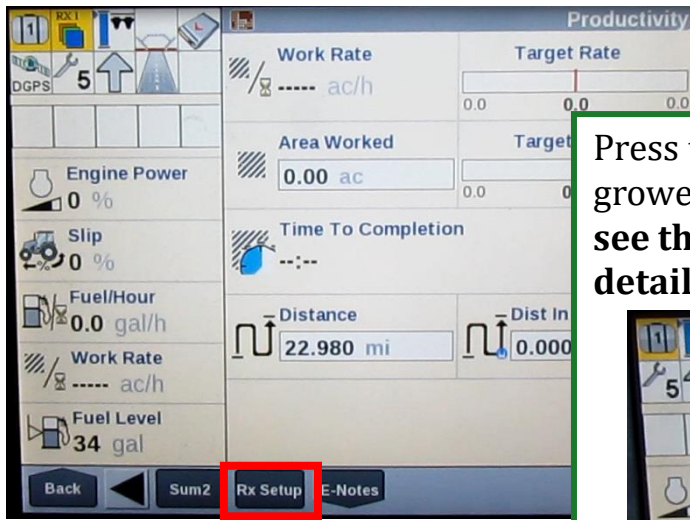 RX 1
Productivity
1
DGPS
5
Work Rate
----- ac/h
Target Rate
0.0
0.0
0.0
Area Worked
0.00 ac
Target
0.0
Time To Completion
--:--
Distance
22.980 mi
Dist In
0.000
Engine Power
0 %
Slip
0 %
Fuel/Hour
0.0 gal/h
Work Rate
----- ac/h
Fuel Level
34 gal
Back
Sum2
Rx Setup
E-Notes
Press
growe
see th
detail
1
5